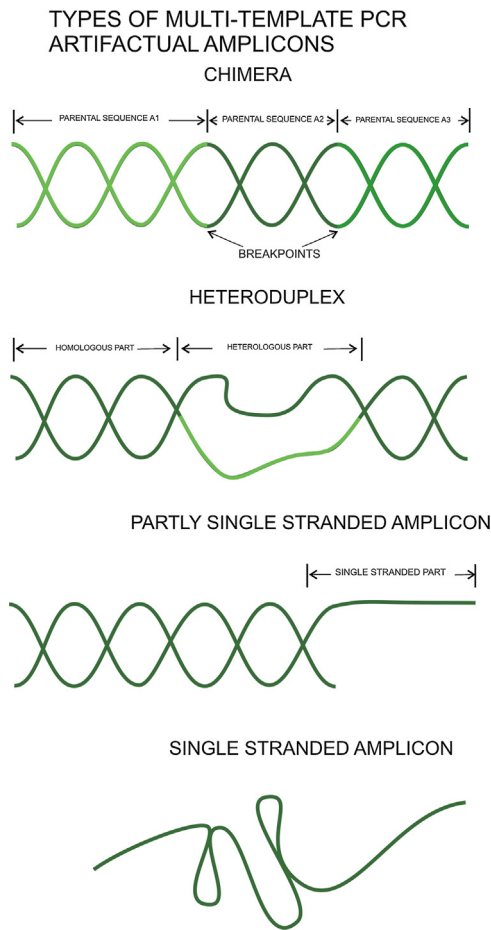 TYPES OF MULTI-TEMPLATE PCR
ARTIFACTUAL AMPLICONS
CHIMERA
PARENTAL SEQUENCE A1
PARENTAL SEQUENCE A2
PARENTAL SEQUENCE A3
BREAKPOINTS
HETERODUPLEX
HOMOLOGOUS PART
HETEROLOGOUS PART
PARTLY SINGLE STRANDED AMPLICON
SINGLE STRANDED PART
SINGLE STRANDED AMPLICON